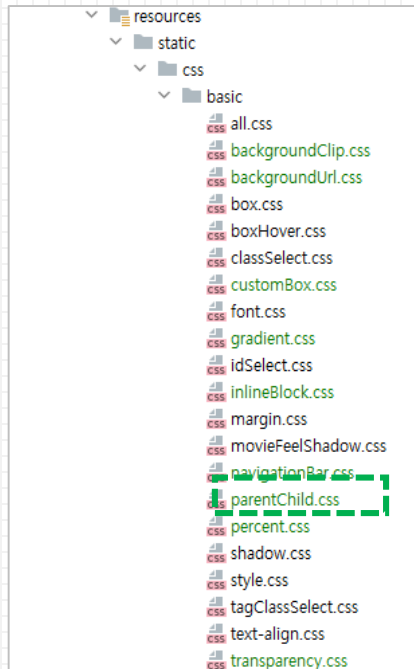 resources
static
css
basic
all.css
backgroundClip.css
backgroundUrl.css
box.css
boxHover.css
classSelect.css
customBox.css
font.css
gradient.css
idSelect.css
inlineBlock.css
margin.css
movieFeelShadow.css
navigationBar.css
parentChild.css
percent.css
shadow.css
style.css
tagClassSelect.css
text-align.css
transparency.css